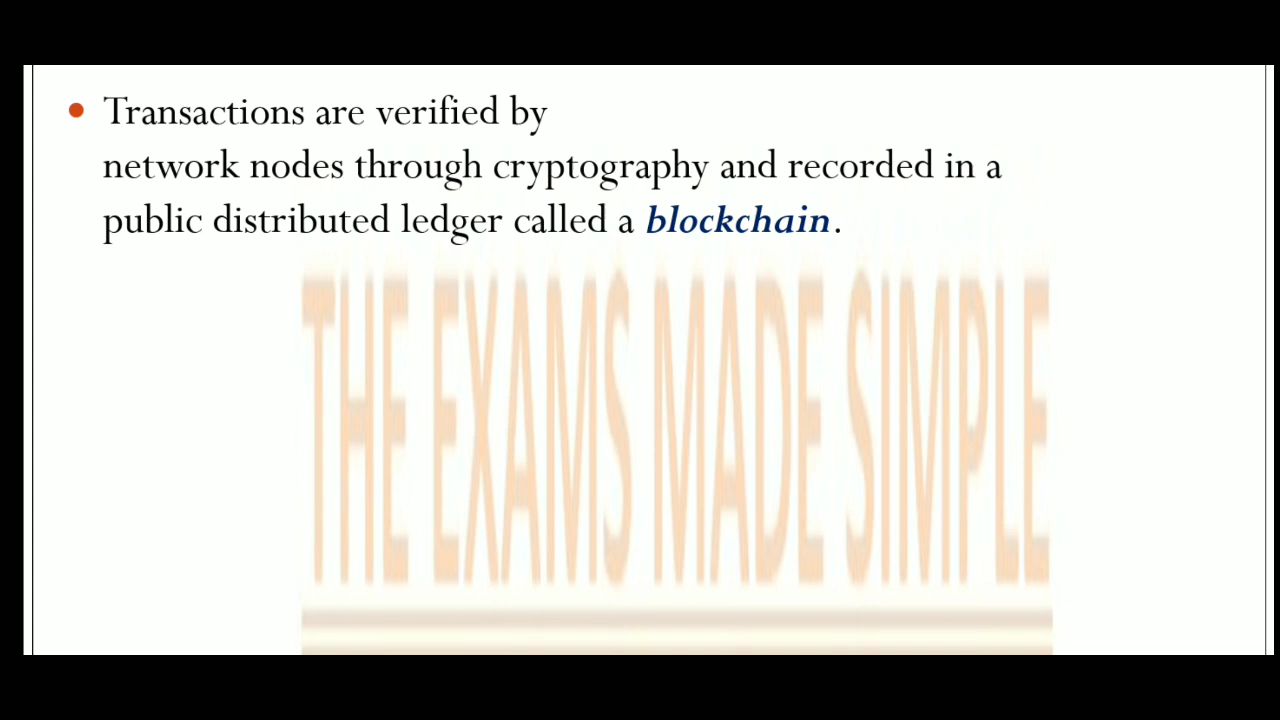 Transactions are verified by
network nodes through cryptography and recorded in a
public distributed ledger called a blockchain.
THE EXAMS MADE SIMPLE